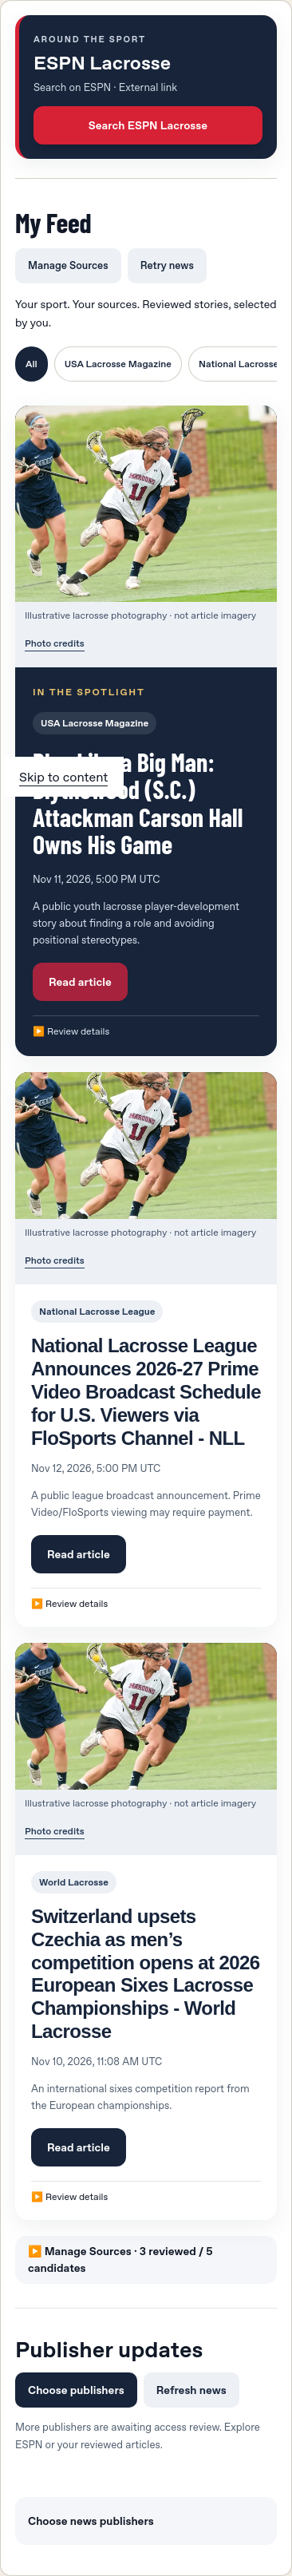 AROUND THE SPORT
ESPN Lacrosse
Search on ESPN · External link
Search ESPN Lacrosse
My Feed
Manage Sources
Retry news
Your sport. Your sources. Reviewed stories, selected
by you.
All
USA Lacrosse Magazine
National Lacrosse
Illustrative lacrosse photography · not article imagery
Photo credits
IN THE SPOTLIGHT
USA Lacrosse Magazine
a Big Man:
Skip to content
(S.C.)
Attackman Carson Hall
Owns His Game
Nov 11, 2026, 5:00 PM UTC
A public youth lacrosse player-development
story about finding a role and avoiding
positional stereotypes.
Read article
Review details
Illustrative lacrosse photography · not article imagery
Photo credits
National Lacrosse League
National Lacrosse League
Announces 2026-27 Prime
Video Broadcast Schedule
for U.S. Viewers via
FloSports Channel - NLL
Nov 12, 2026, 5:00 PM UTC
A public league broadcast announcement. Prime
Video/FloSports viewing may require payment.
Read article
Review details
Illustrative lacrosse photography · not article imagery
Photo credits
World Lacrosse
Switzerland upsets
Czechia as men’s
competition opens at 2026
European Sixes Lacrosse
Championships - World
Lacrosse
Nov 10, 2026, 11:08 AM UTC
An international sixes competition report from
the European championships.
Read article
Review details
Manage Sources · 3 reviewed / 5
candidates
Publisher updates
Choose publishers
Refresh news
More publishers are awaiting access review. Explore
ESPN or your reviewed articles.
Choose news publishers